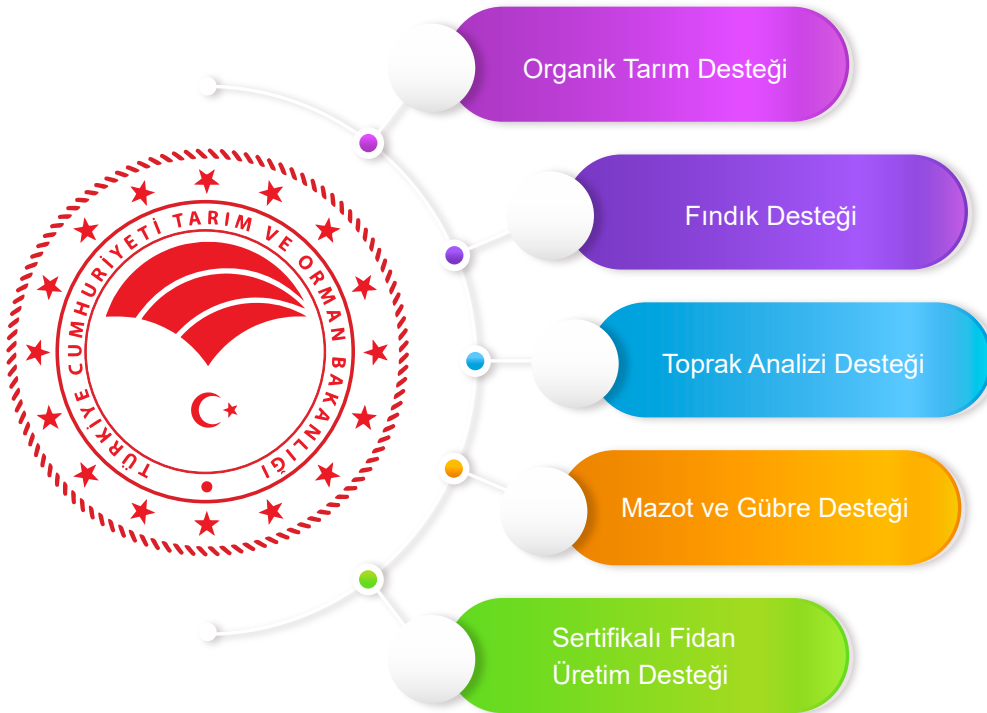 Organik Tarım Desteği
Fındık Desteği
TÜRKİYE CUMHURİYETİ TARIM VE ORMAN BAKANLIĞI
Toprak Analizi Desteği
Mazot ve Gübre Desteği
Sertifikalı Fidan
Üretim Desteği